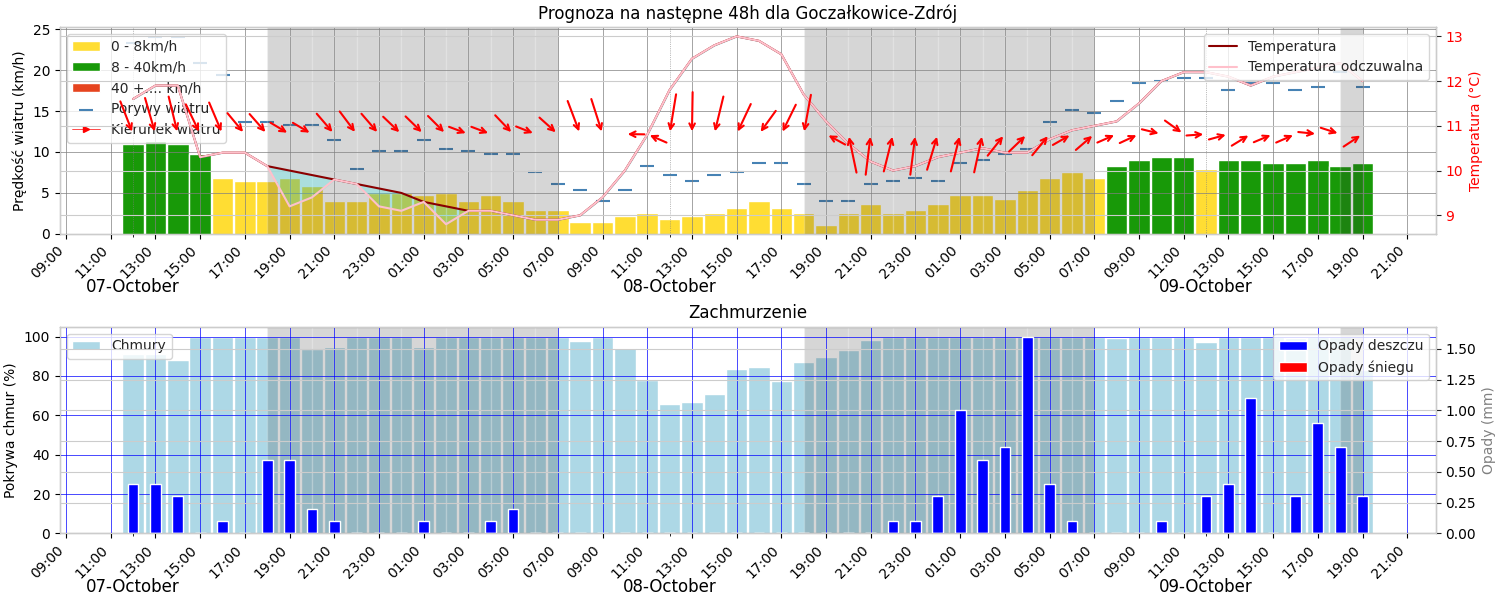 Prognoza na następne 48h dla Goczałkowice-Zdrój
Prędkość wiatru (km/h)
25
20
15
10
5
0
0 - 8km/h
8 - 40km/h
40 + ... km/h
Porywy wiatru
Kierunek wiatru
Temperatura
Temperatura odczuwalna
13
12
11
10
9
Temperatura (°C)
09:00 11:00 13:00 15:00 17:00 19:00 21:00 23:00 01:00 03:00 05:00 07:00 09:00 11:00 13:00 15:00 17:00 19:00 21:00 23:00 01:00 03:00 05:00 07:00 09:00 11:00 13:00 15:00 17:00 19:00 21:00
07-October 08-October 09-October
Zachmurzenie
Pokrywa chmur (%)
100
80
60
40
20
0
Chmury
Opady deszczu
Opady śniegu
1.50
1.25
1.00
0.75
0.50
0.25
0.00
Opady (mm)
09:00 11:00 13:00 15:00 17:00 19:00 21:00 23:00 01:00 03:00 05:00 07:00 09:00 11:00 13:00 15:00 17:00 19:00 21:00 23:00 01:00 03:00 05:00 07:00 09:00 11:00 13:00 15:00 17:00 19:00 21:00
07-October 08-October 09-October